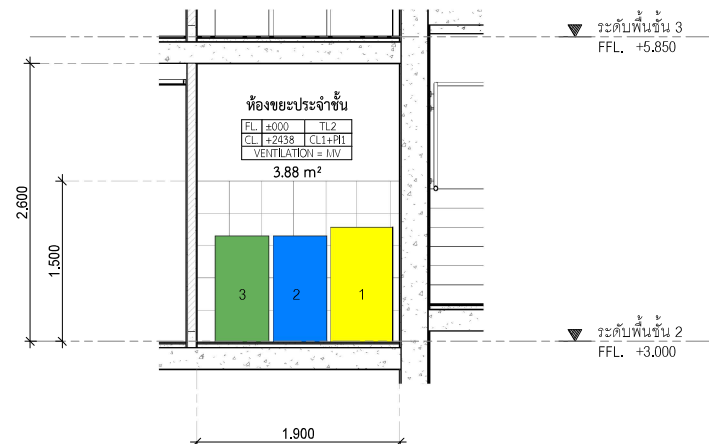 ระดับพื้นชั้น 3
FFL. +5.850
ห้องขยะประจำชั้น
FL. ±000 TL2
CL. +2438 CL1+PI1
VENTILATION = MV
3.88 m²
2.600
1.500
3 2 1
ระดับพื้นชั้น 2
FFL. +3.000
1.900